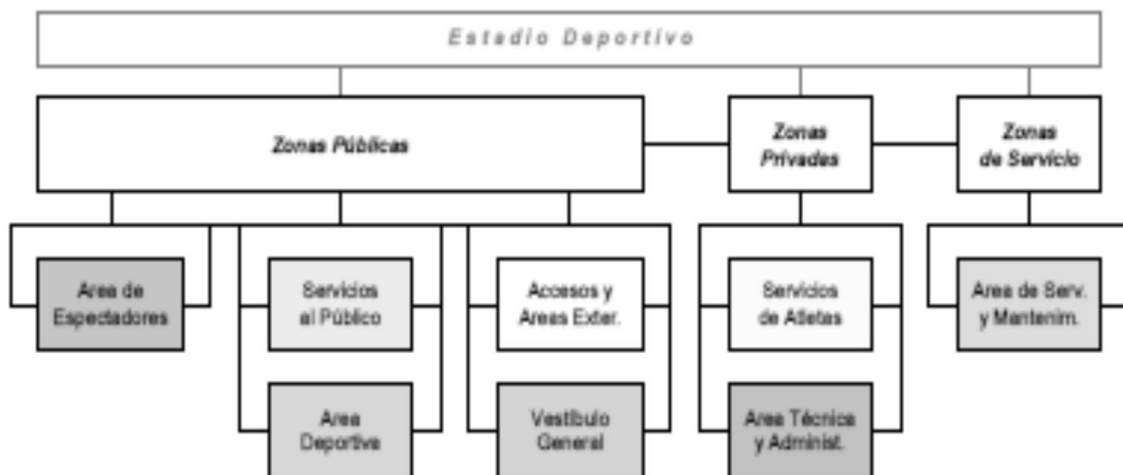 Estadio Deportivo
Zonas Públicas
Zonas
Privadas
Zonas
de Servicio
Area de
Espectadores
Servicios
al Público
Accesos y
Areas Exter.
Servicios
de Atletas
Area de Serv.
y Mantenim.
Area
Deportiva
Vestíbulo
General
Area Técnica
y Administ.